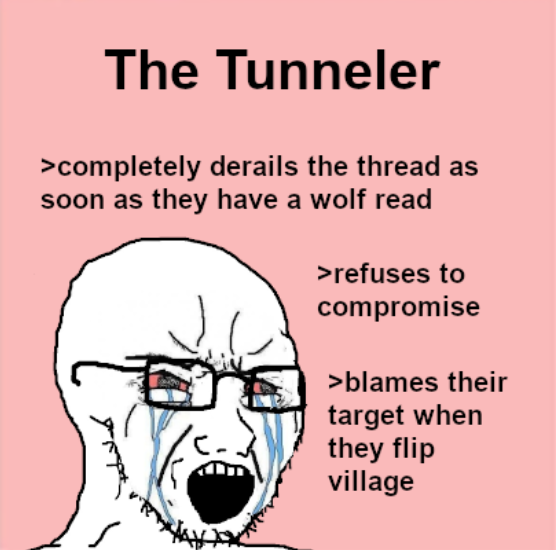 The Tunneler
>completely derails the thread as
soon as they have a wolf read
>refuses to
compromise
>blames their
target when
they flip
village